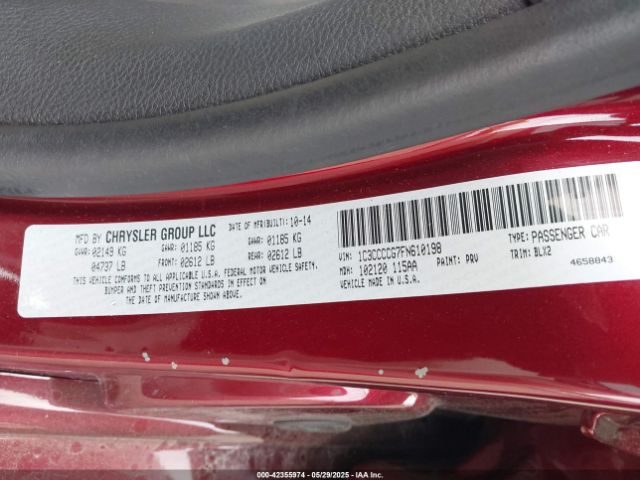 MFD BY CHRYSLER GROUP LLC DATE OF MFR(BUILT): 10-14
GVWR: 02149 KG GAWR: 01185 KG GAWR: 01185 KG
04737 LB FRONT: 02612 LB REAR: 02612 LB
THIS VEHICLE CONFORMS TO ALL APPLICABLE U.S.A. FEDERAL MOTOR VEHICLE SAFETY,
BUMPER AND THEFT PREVENTION STANDARDS IN EFFECT ON
THE DATE OF MANUFACTURE SHOWN ABOVE.
VIN: 1C3CCCCG7FN610198 TYPE: PASSENGER CAR
MDH: 102120 115AA PAINT: PRV TRIM: BLX2
VEHICLE MADE IN U.S.A. 4658843
000-42355974 - 05/29/2025 - IAA Inc.